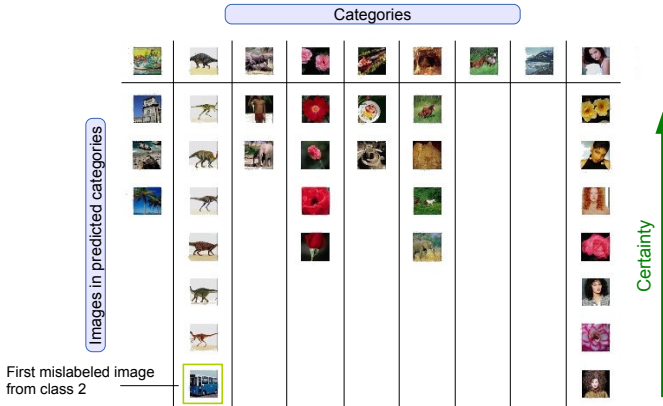 Categories
Images in predicted categories
Certainty
First mislabeled image
from class 2